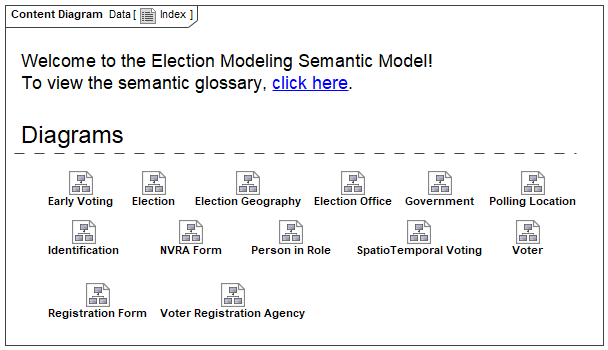 Content Diagram Data [ Index ]
Welcome to the Election Modeling Semantic Model!
To view the semantic glossary, click here.
Diagrams
Early Voting Election Election Geography Election Office Government Polling Location
Identification NVRA Form Person in Role SpatioTemporal Voting Voter
Registration Form Voter Registration Agency